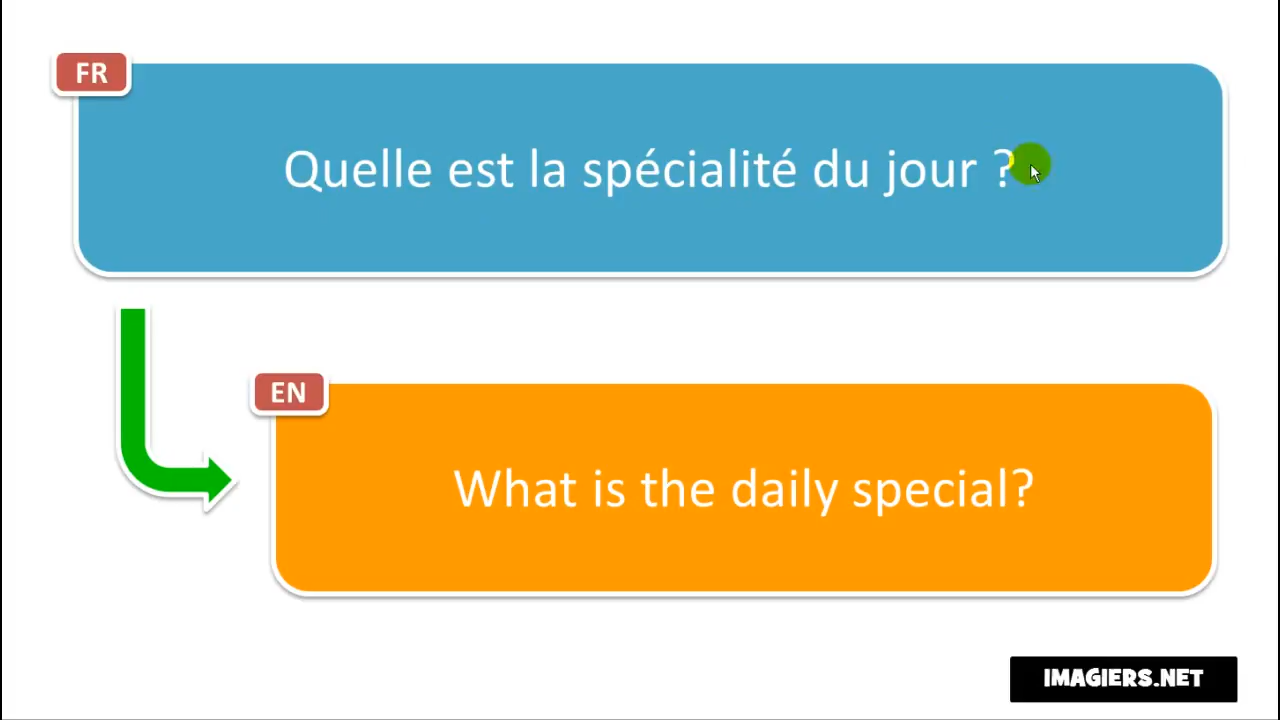 FR
Quelle est la spécialité du jour ?
EN
What is the daily special?
IMAGIERS.NET